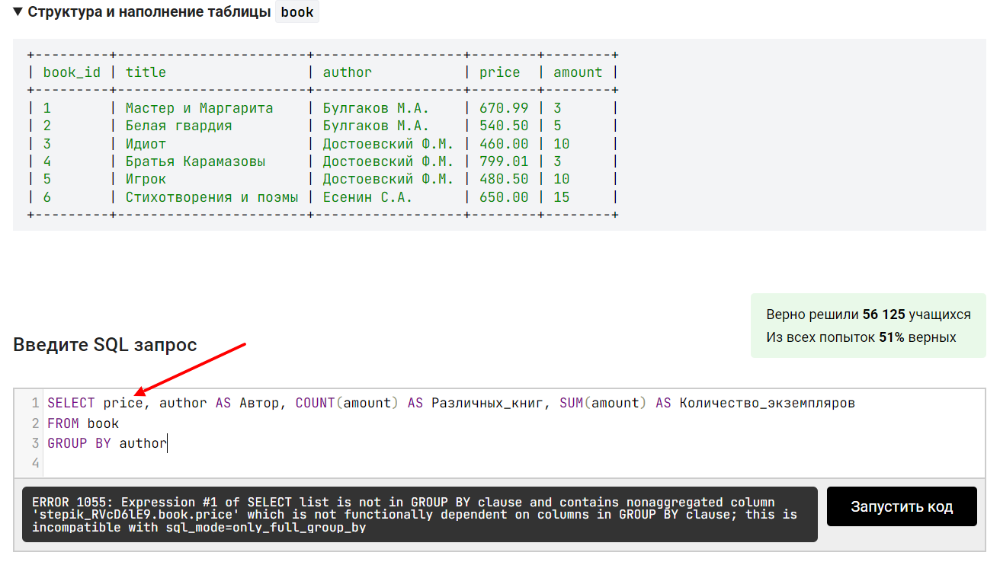 ▼ Структура и наполнение таблицы book
+---------+-----------------------+------------------+--------+--------+
| book_id | title                 | author           | price  | amount |
+---------+-----------------------+------------------+--------+--------+
| 1       | Мастер и Маргарита    | Булгаков М.А.    | 670.99 | 3      |
| 2       | Белая гвардия         | Булгаков М.А.    | 540.50 | 5      |
| 3       | Идиот                 | Достоевский Ф.М. | 460.00 | 10     |
| 4       | Братья Карамазовы     | Достоевский Ф.М. | 799.01 | 3      |
| 5       | Игрок                 | Достоевский Ф.М. | 480.50 | 10     |
| 6       | Стихотворения и поэмы | Есенин С.А.      | 650.00 | 15     |
+---------+-----------------------+------------------+--------+--------+
Верно решили 56 125 учащихся
Из всех попыток 51% верных
Введите SQL запрос
1 SELECT price, author AS Автор, COUNT(amount) AS Различных_книг, SUM(amount) AS Количество_экземпляров
2 FROM book
3 GROUP BY author
4
ERROR 1055: Expression #1 of SELECT list is not in GROUP BY clause and contains nonaggregated column
'stepik_RVcD6lE9.book.price' which is not functionally dependent on columns in GROUP BY clause; this is
incompatible with sql_mode=only_full_group_by
Запустить код